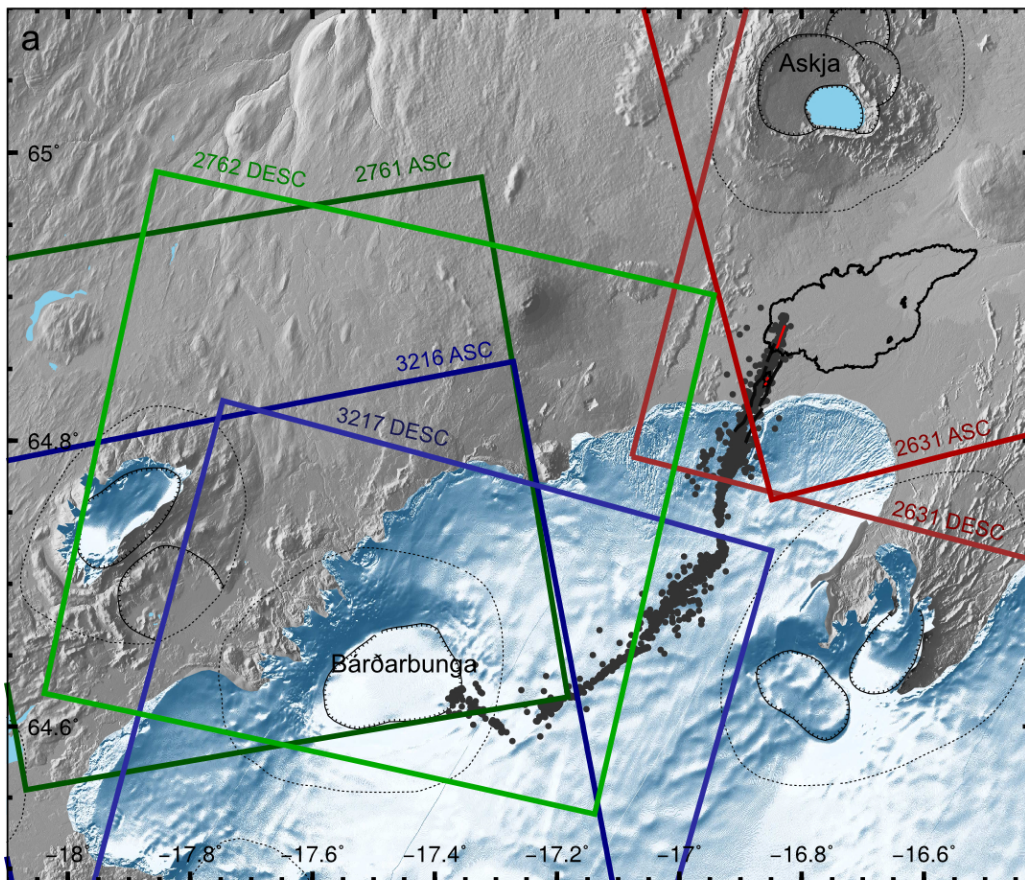 a
Askja
65°
2762 DESC
2761 ASC
3216 ASC
3217 DESC
64.8
2631 ASC
2631 DESC
Bárðarbunga
64.6
−18
−17.8
−17.6
−17.4
−17.2
−17
−16.8
−16.6